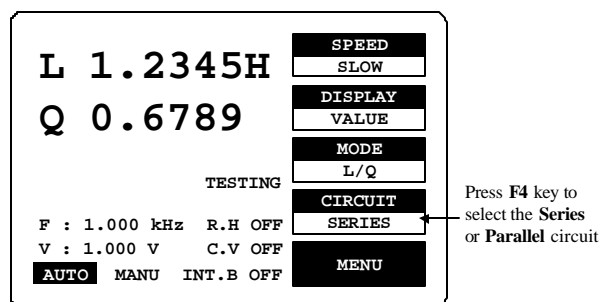 L 1.2345H
Q 0.6789
TESTING
F : 1.000 kHz R.H OFF
V : 1.000 V C.V OFF
AUTO MANU INT.B OFF
SPEED
SLOW
DISPLAY
VALUE
MODE
L/Q
CIRCUIT
SERIES
MENU
Press F4 key to
select the Series
or Parallel circuit